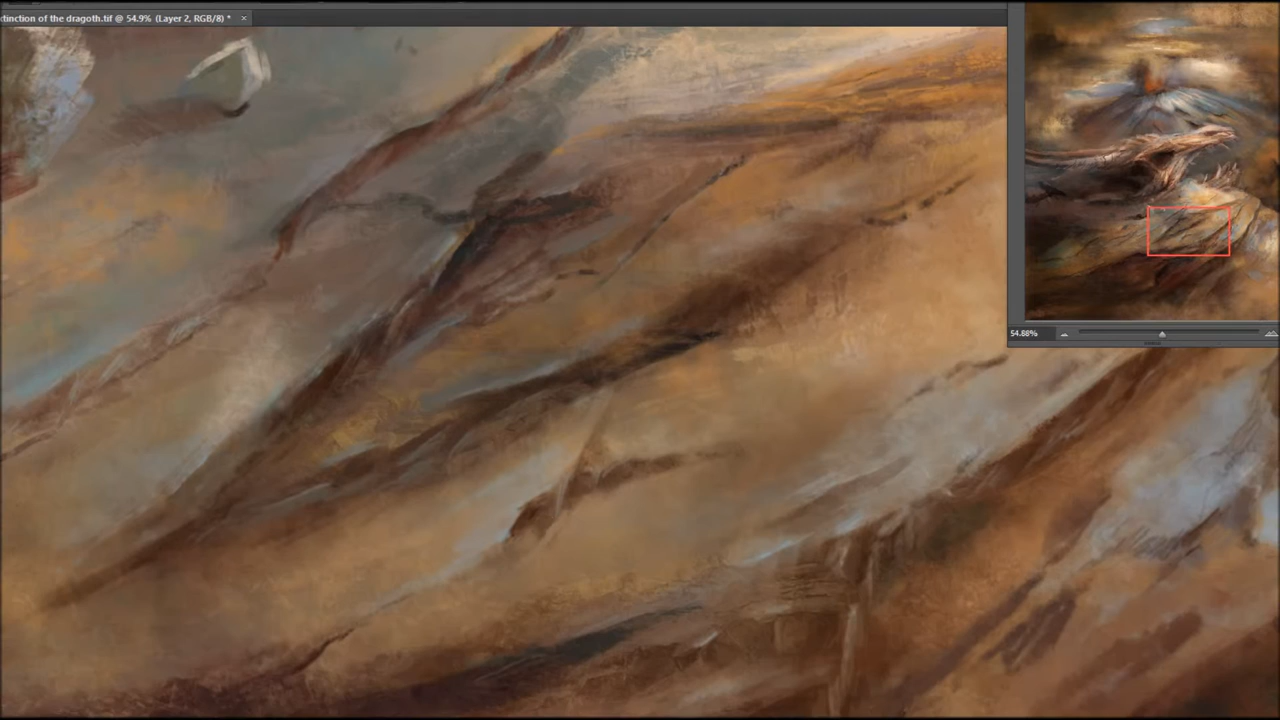 tinction of the dragoth.tif @ 54.9% (Layer 2, RGB/8) *
54.88%